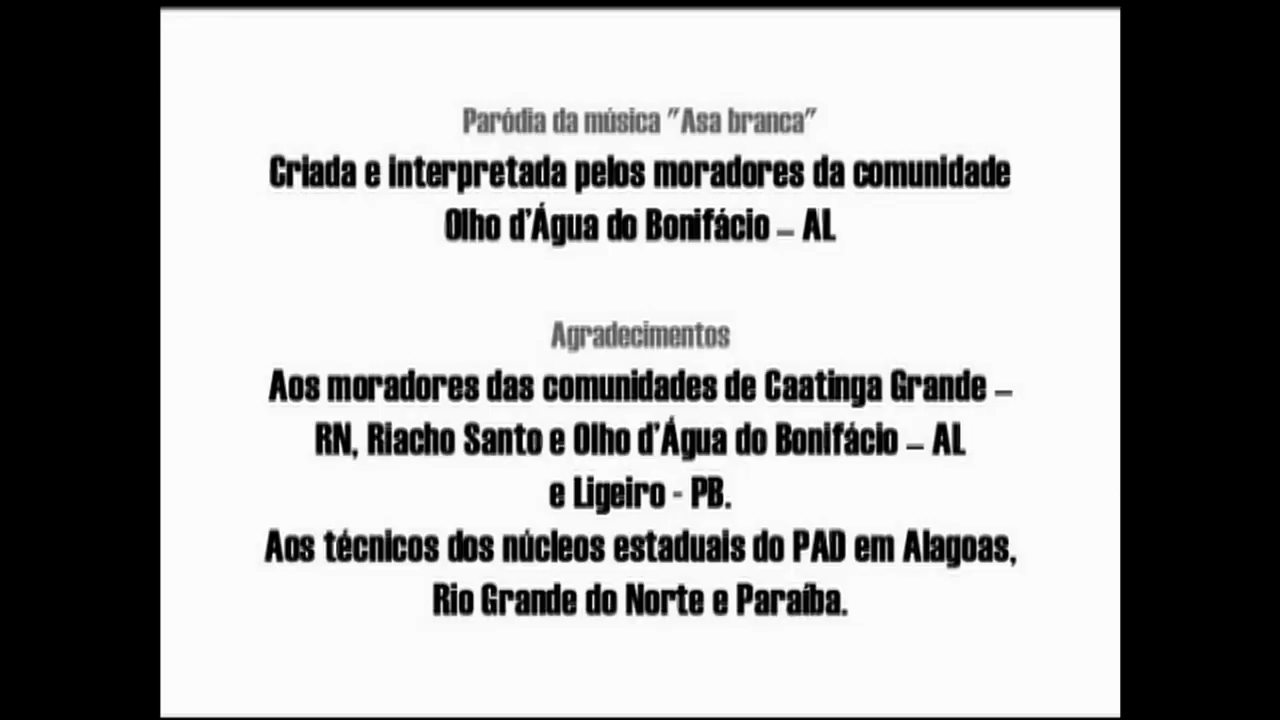 Paródia da música "Asa branca"
Criada e interpretada pelos moradores da comunidade
Olho d'Água do Bonifácio – AL
Agradecimentos
Aos moradores das comunidades de Caatinga Grande –
RN, Riacho Santo e Olho d'Água do Bonifácio – AL
e Ligeiro - PB.
Aos técnicos dos núcleos estaduais do PAD em Alagoas,
Rio Grande do Norte e Paraíba.